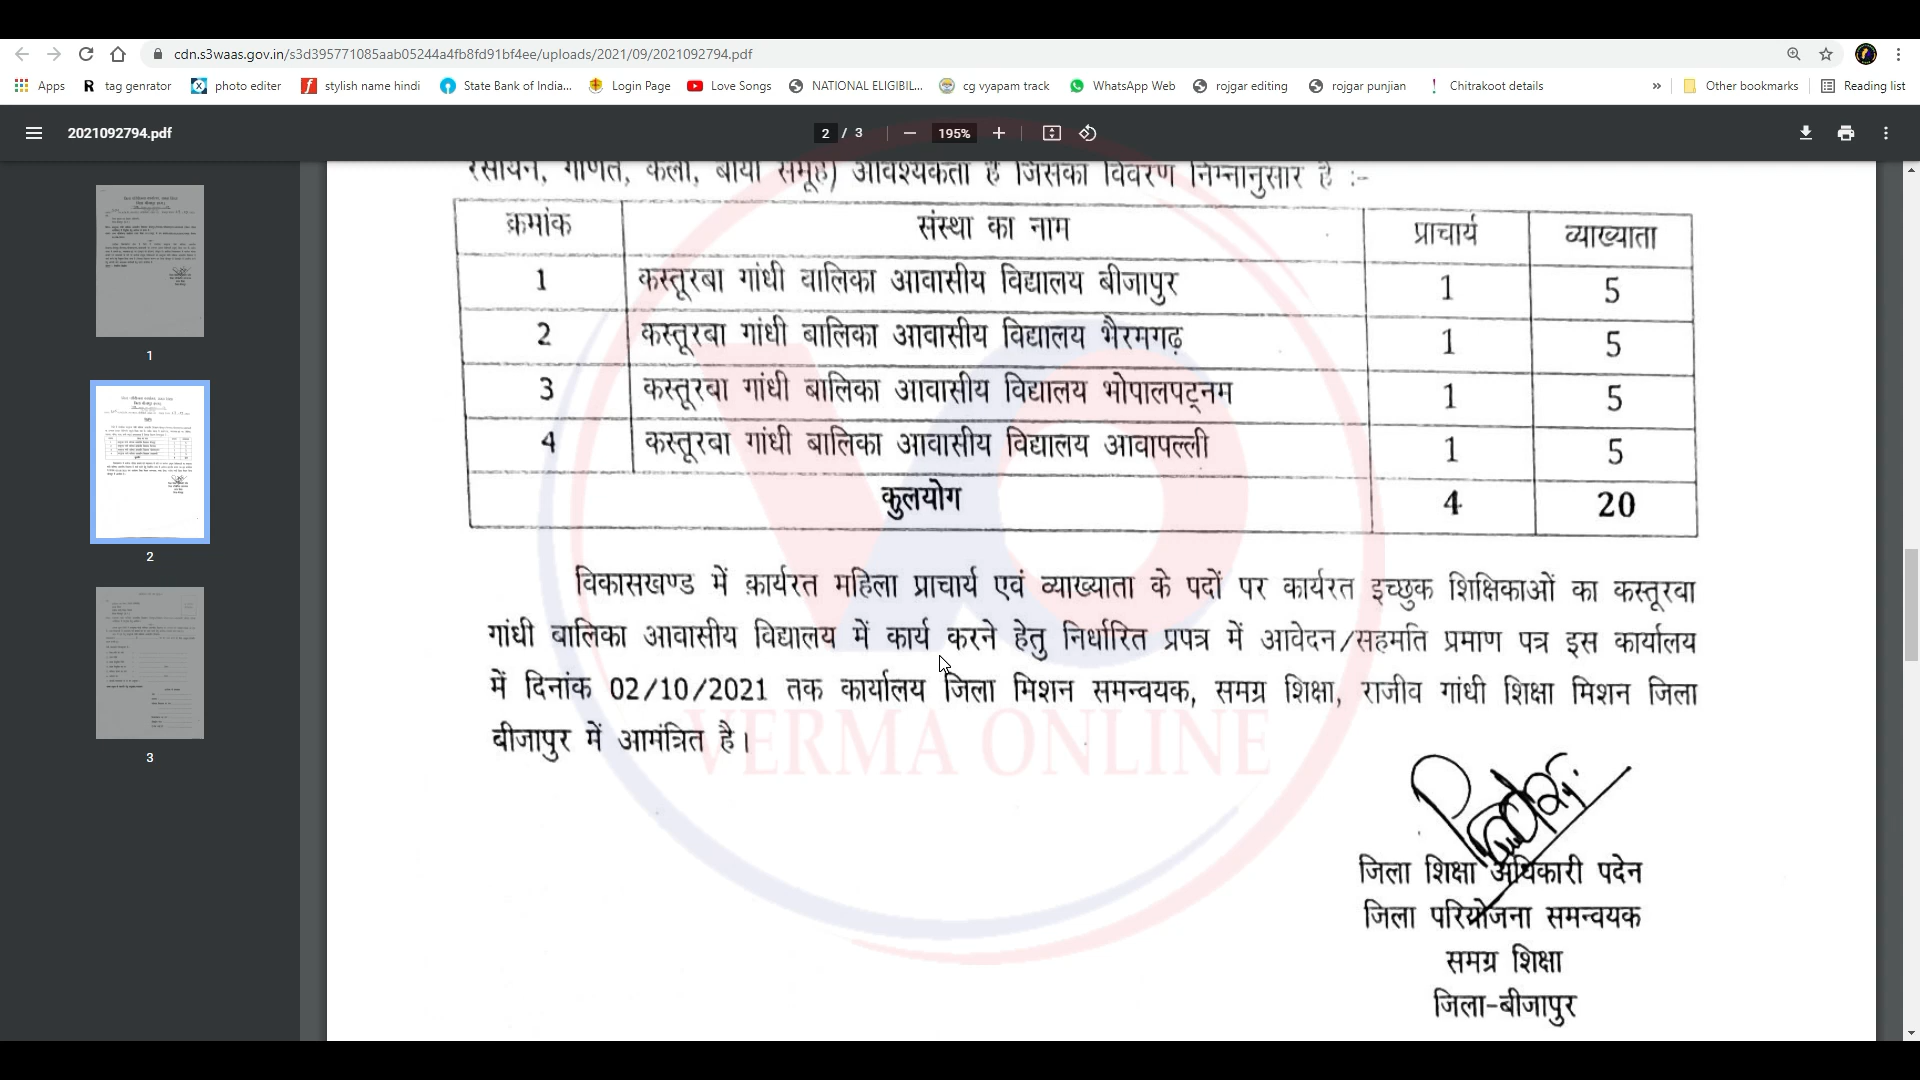 cdn.s3waas.gov.in/s3d395771085aab05244a4fb8fd91bf4ee/uploads/2021/09/2021092794.pdf
Apps R tag genrator photo editer stylish name hindi State Bank of India... Login Page Love Songs NATIONAL ELIGIBIL... cg vyapam track WhatsApp Web rojgar editing rojgar punjian Chitrakoot details » Other bookmarks Reading list
2021092794.pdf 2 / 3 195%
रसायन, गणित, कला, बायो समूह) आवश्यकता है जिसका विवरण निम्नानुसार है :-
क्रमांक संस्था का नाम प्राचार्य व्याख्याता
1 कस्तूरबा गांधी बालिका आवासीय विद्यालय बीजापुर 1 5
2 कस्तूरबा गांधी बालिका आवासीय विद्यालय भैरमगढ़ 1 5
3 कस्तूरबा गांधी बालिका आवासीय विद्यालय भोपालपट्नम 1 5
4 कस्तूरबा गांधी बालिका आवासीय विद्यालय आवापल्ली 1 5
कुलयोग 4 20
विकासखण्ड में कार्यरत महिला प्राचार्य एवं व्याख्याता के पदों पर कार्यरत इच्छुक शिक्षिकाओं का कस्तूरबा
गांधी बालिका आवासीय विद्यालय में कार्य करने हेतु निर्धारित प्रपत्र में आवेदन/सहमति प्रमाण पत्र इस कार्यालय
में दिनांक 02/10/2021 तक कार्यालय जिला मिशन समन्वयक, समग्र शिक्षा, राजीव गांधी शिक्षा मिशन जिला
बीजापुर में आमंत्रित है।
VERMA ONLINE
जिला शिक्षा अधिकारी पदेन
जिला परियोजना समन्वयक
समग्र शिक्षा
जिला-बीजापुर
1
2
3